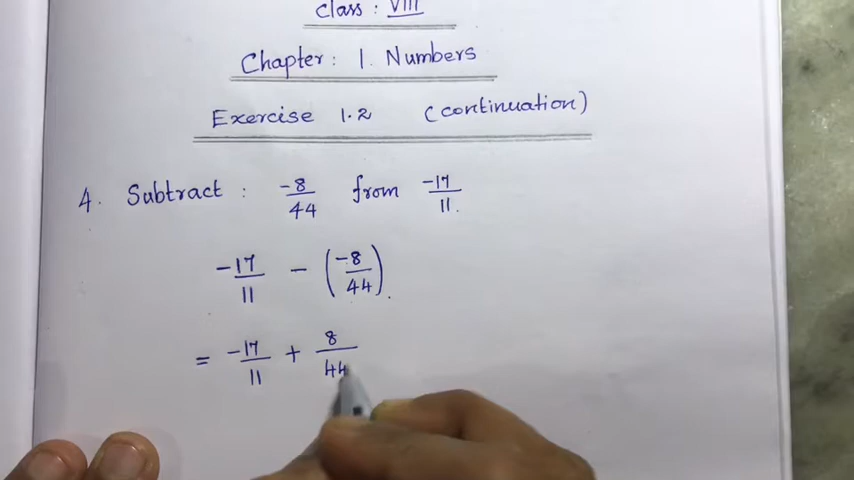 Class : VIII
Chapter : 1. Numbers
Exercise 1.2 (continuation)
4. Subtract : -8/44 from -17/11.
-17/11 - (-8/44).
= -17/11 + 8/44